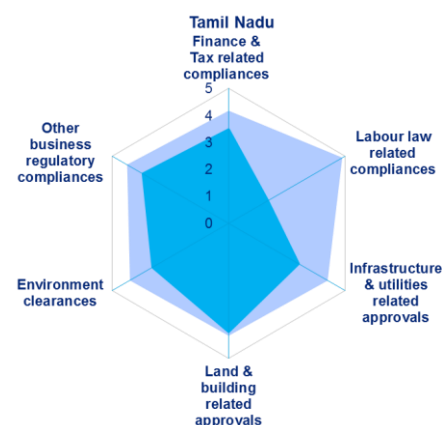 Tamil Nadu
Finance &
Tax related
compliances
5
4
3
2
1
0
Other
business
regulatory
compliances
Labour law
related
compliances
Environment
clearances
Infrastructure
& utilities
related
approvals
Land &
building
related
approvals